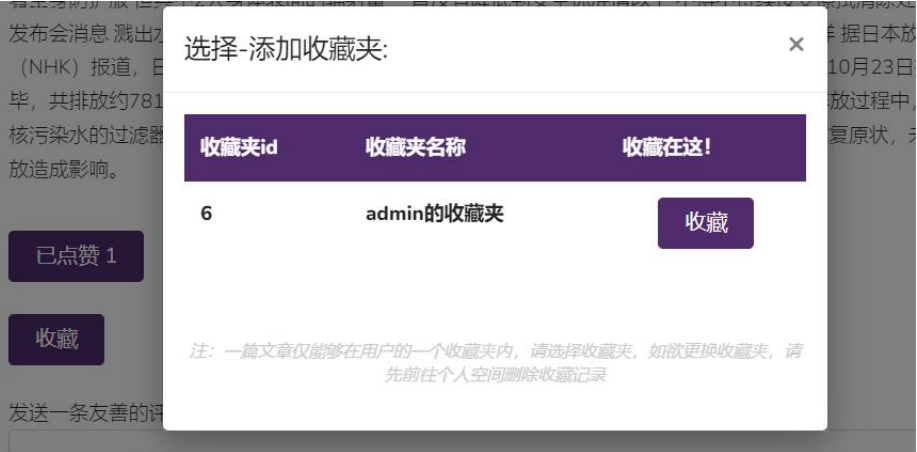 发布会消息 溅出水
选择-添加收藏夹:
×
据日本放
(NHK)报道,日
10月23日
毕,共排放约781
放过程中,
核污染水的过滤器
复原状,
放造成影响。
收藏夹id 收藏夹名称 收藏在这!
6 admin的收藏夹 收藏
已点赞 1
收藏
注:一篇文章仅能够在用户的一个收藏夹内,请选择收藏夹,如欲更换收藏夹,请
先前往个人空间删除收藏记录
发送一条友善的评